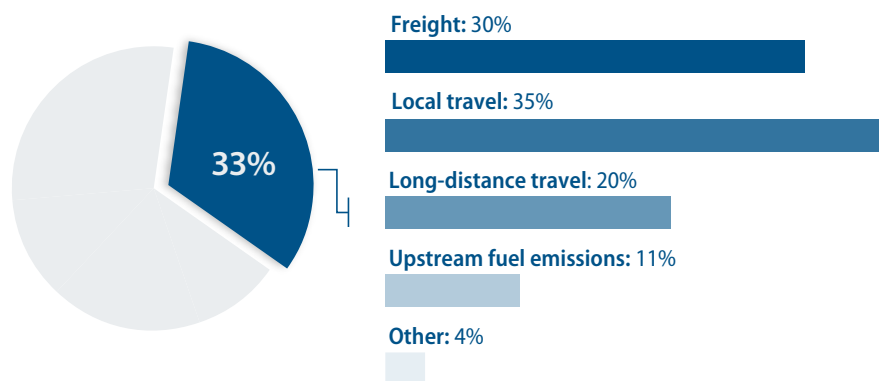 33%
Freight: 30%
Local travel: 35%
Long-distance travel: 20%
Upstream fuel emissions: 11%
Other: 4%